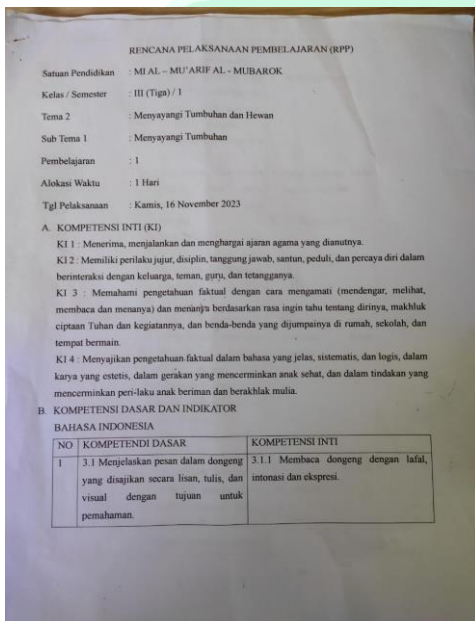 RENCANA PELAKSANAAN PEMBELAJARAN (RPP)
Satuan Pendidikan : MI AL – MU'ARIF AL - MUBAROK
Kelas / Semester : III (Tiga) / 1
Tema 2 : Menyayangi Tumbuhan dan Hewan
Sub Tema 1 : Menyayangi Tumbuhan
Pembelajaran : 1
Alokasi Waktu : 1 Hari
Tgl Pelaksanaan : Kamis, 16 November 2023
A. KOMPETENSI INTI (KI)
KI 1 : Menerima, menjalankan dan menghargai ajaran agama yang dianutnya.
KI 2 : Memiliki perilaku jujur, disiplin, tanggung jawab, santun, peduli, dan percaya diri dalam
berinteraksi dengan keluarga, teman, guru, dan tetangganya.
KI 3 : Memahami pengetahuan faktual dengan cara mengamati (mendengar, melihat,
membaca dan menanya) dan menanya berdasarkan rasa ingin tahu tentang dirinya, makhluk
ciptaan Tuhan dan kegiatannya, dan benda-benda yang dijumpainya di rumah, sekolah, dan
tempat bermain.
KI 4 : Menyajikan pengetahuan faktual dalam bahasa yang jelas, sistematis, dan logis, dalam
karya yang estetis, dalam gerakan yang mencerminkan anak sehat, dan dalam tindakan yang
mencerminkan peri-laku anak beriman dan berakhlak mulia.
B. KOMPETENSI DASAR DAN INDIKATOR
BAHASA INDONESIA
NO KOMPETENDI DASAR KOMPETENSI INTI
1 3.1 Menjelaskan pesan dalam dongeng 3.1.1 Membaca dongeng dengan lafal,
yang disajikan secara lisan, tulis, dan intonasi dan ekspresi.
visual dengan tujuan untuk
pemahaman.